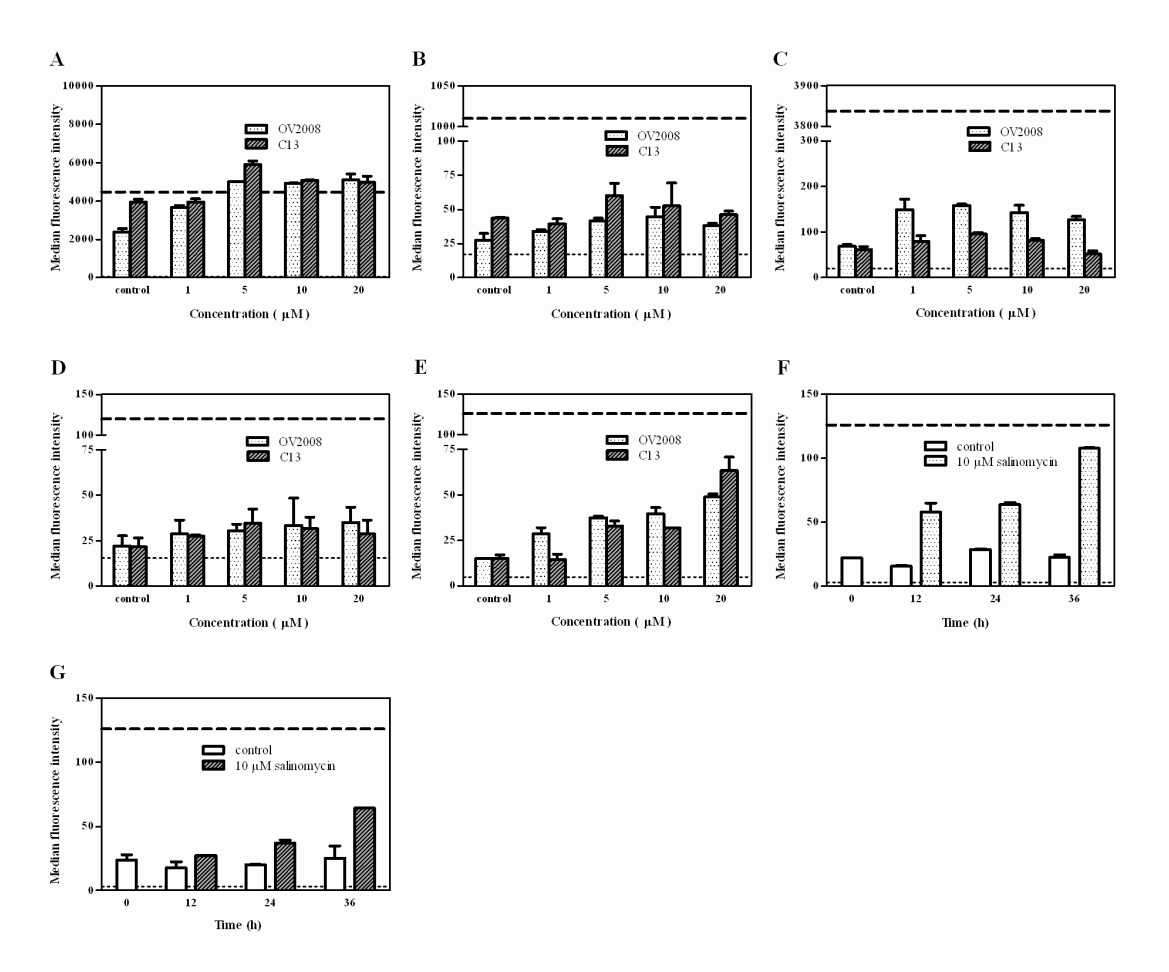 A
Median fluorescence intensity
10000
8000
6000
4000
2000
0
OV2008
C13
control 1 5 10 20
Concentration ( µM )
B
Median fluorescence intensity
1050
1000
100
75
50
25
0
OV2008
C13
control 1 5 10 20
Concentration ( µM )
C
Median fluorescence intensity
3900
3800
300
200
100
0
OV2008
C13
control 1 5 10 20
Concentration ( µM )
D
Median fluorescence intensity
150
100
75
50
25
0
OV2008
C13
control 1 5 10 20
Concentration ( µM )
E
Median fluorescence intensity
150
100
75
50
25
0
OV2008
C13
control 1 5 10 20
Concentration ( µM )
F
Median fluorescence intensity
150
100
50
0
control
10 µM salinomycin
0 12 24 36
Time (h)
G
Median fluorescence intensity
150
100
50
0
control
10 µM salinomycin
0 12 24 36
Time (h)